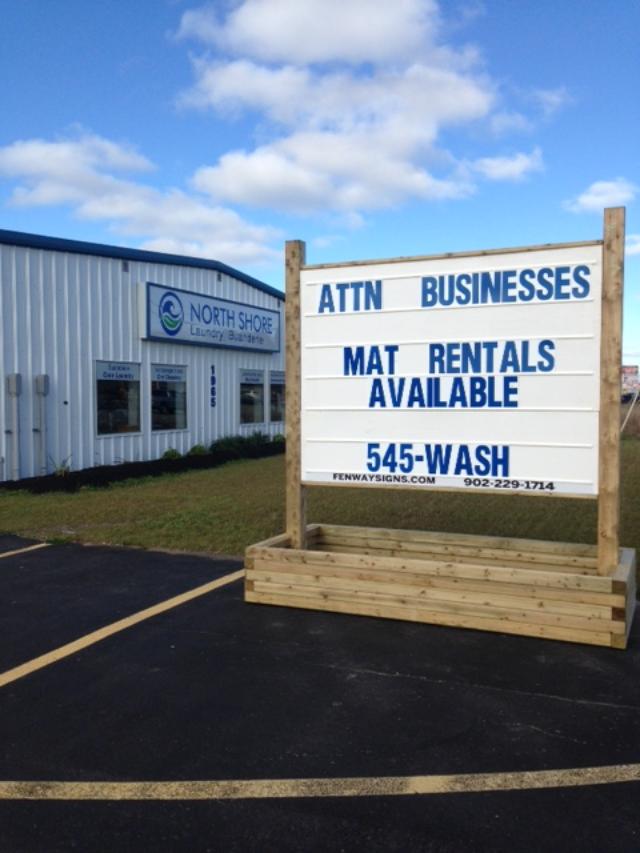 NORTH SHORE
Laundry Buanderie
1965
ATTN BUSINESSES
MAT RENTALS
AVAILABLE
545-WASH
FENWAYSIGNS.COM 902-229-1714